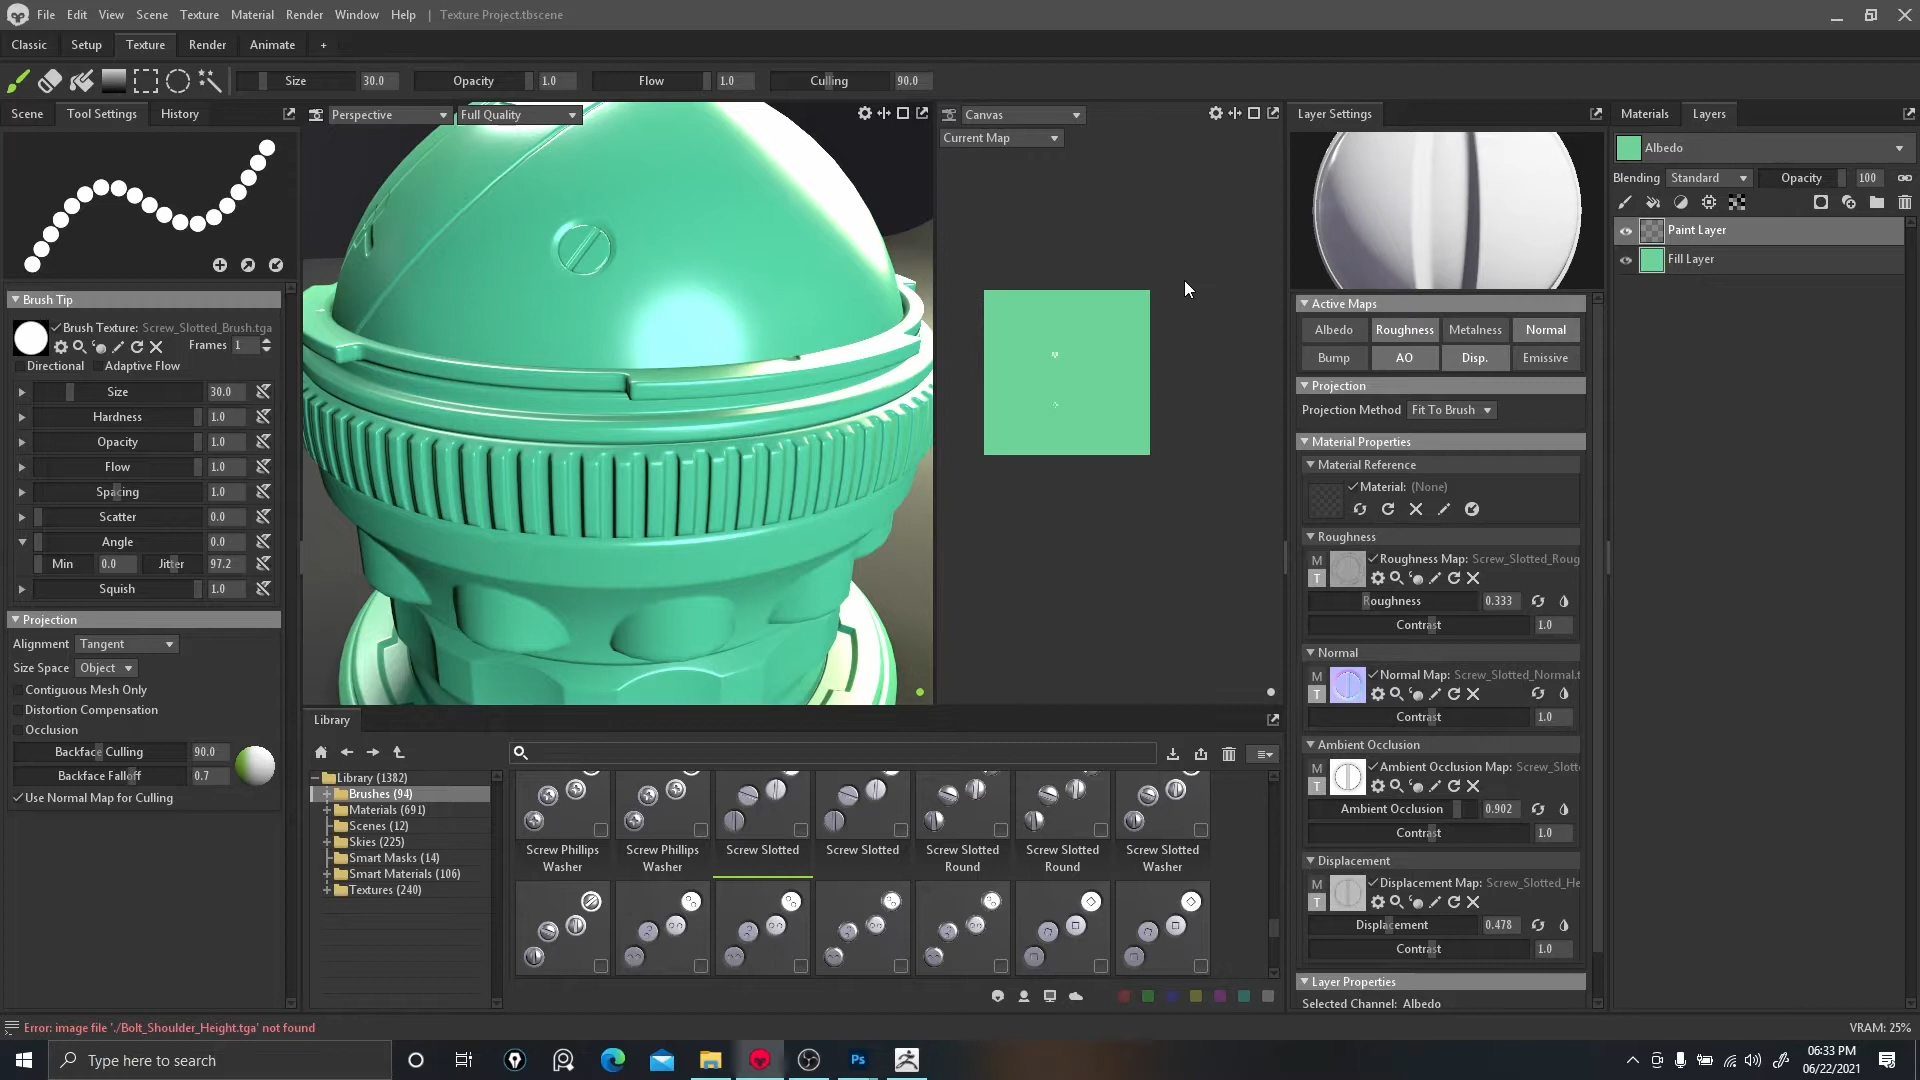 File Edit View Scene Texture Material Render Window Help | Texture Project.tbscene
Classic Setup Texture Render Animate +
Size 30.0 Opacity 1.0 Flow 1.0 Culling 90.0
Scene Tool Settings History
Perspective Full Quality
Canvas
Current Map
Layer Settings
Materials Layers
Albedo
Blending Standard Opacity 100
Paint Layer
Fill Layer
Brush Tip
Brush Texture: Screw_Slotted_Brush.tga
Frames 1
Directional Adaptive Flow
Size 30.0
Hardness 1.0
Opacity 1.0
Flow 1.0
Spacing 1.0
Scatter 0.0
Angle 0.0
Min 0.0 Jitter 97.2
Squish 1.0
Projection
Alignment Tangent
Size Space Object
Contiguous Mesh Only
Distortion Compensation
Occlusion
Backface Culling 90.0
Backface Falloff 0.7
Use Normal Map for Culling
Library
Library (1382)
Brushes (94)
Materials (691)
Scenes (12)
Skies (225)
Smart Masks (14)
Smart Materials (106)
Textures (240)
Screw Phillips Washer
Screw Phillips Washer
Screw Slotted
Screw Slotted
Screw Slotted Round
Screw Slotted Round
Screw Slotted Washer
Active Maps
Albedo Roughness Metalness Normal
Bump AO Disp. Emissive
Projection
Projection Method Fit To Brush
Material Properties
Material Reference
Material: (None)
Roughness
M
T
Roughness Map: Screw_Slotted_Roug
Roughness 0.333
Contrast 1.0
Normal
M
T
Normal Map: Screw_Slotted_Normal.t
Contrast 1.0
Ambient Occlusion
M
T
Ambient Occlusion Map: Screw_Slott
Ambient Occlusion 0.902
Contrast 1.0
Displacement
M
T
Displacement Map: Screw_Slotted_He
Displacement 0.478
Contrast 1.0
Layer Properties
Selected Channel: Albedo
Error: image file './Bolt_Shoulder_Height.tga' not found
VRAM: 25%
Type here to search
Ps
06:33 PM
06/22/2021